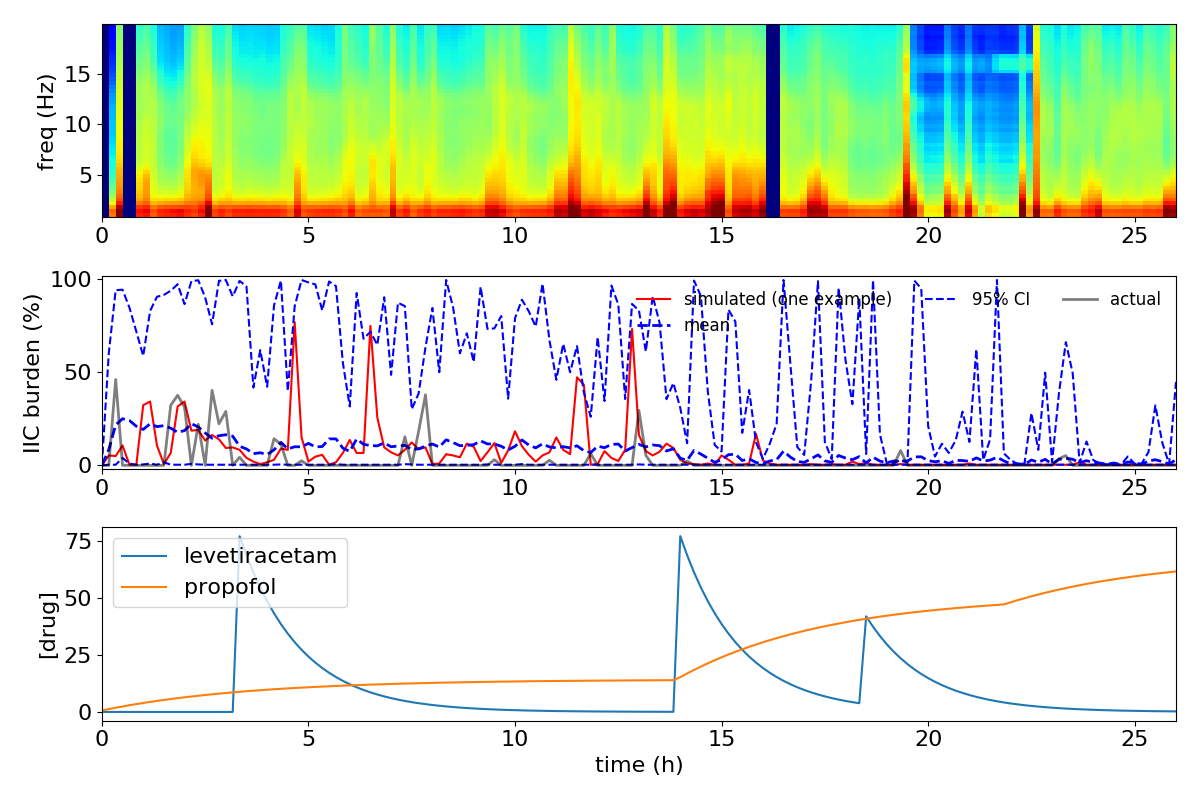 freq (Hz)
15
10
5
0 5 10 15 20 25
IIC burden (%)
100
50
0
simulated (one example) 95% CI actual
mean
0 5 10 15 20 25
[drug]
75
50
25
0
levetiracetam
propofol
0 5 10 15 20 25
time (h)